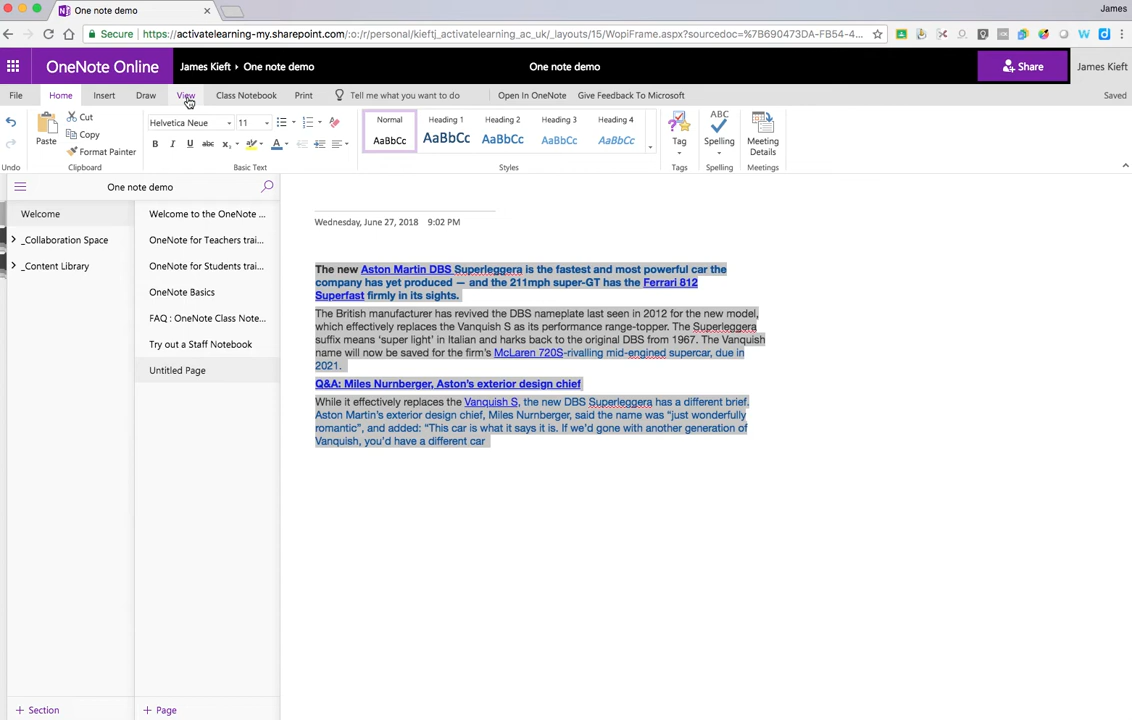 One note demo
James
Secure https://activatelearning-my.sharepoint.com/:o:/r/personal/kieftj_activatelearning_ac_uk/_layouts/15/WopiFrame.aspx?sourcedoc=%7B690473DA-FB54-4...
OneNote Online James Kieft › One note demo One note demo Share James Kieft
File Home Insert Draw View Class Notebook Print Tell me what you want to do Open In OneNote Give Feedback To Microsoft Saved
Undo
Paste Cut
Copy
Format Painter
Clipboard
Helvetica Neue 11
B I U abc
Basic Text
Normal Heading 1 Heading 2 Heading 3 Heading 4
AaBbCc AaBbCc AaBbCc AaBbCc AaBbCc
Styles
Tag
Tags
ABC
Spelling
Spelling
Meeting
Details
Meetings
One note demo
Welcome
_Collaboration Space
_Content Library
Welcome to the OneNote ...
OneNote for Teachers trai...
OneNote for Students trai...
OneNote Basics
FAQ : OneNote Class Note...
Try out a Staff Notebook
Untitled Page
+ Section
+ Page
Wednesday, June 27, 2018 9:02 PM
The new Aston Martin DBS Superleggera is the fastest and most powerful car the
company has yet produced — and the 211mph super-GT has the Ferrari 812
Superfast firmly in its sights.
The British manufacturer has revived the DBS nameplate last seen in 2012 for the new model,
which effectively replaces the Vanquish S as its performance range-topper. The Superleggera
suffix means ‘super light’ in Italian and harks back to the original DBS from 1967. The Vanquish
name will now be saved for the firm’s McLaren 720S-rivalling mid-engined supercar, due in
2021.
Q&A: Miles Nurnberger, Aston’s exterior design chief
While it effectively replaces the Vanquish S, the new DBS Superleggera has a different brief.
Aston Martin’s exterior design chief, Miles Nurnberger, said the name was “just wonderfully
romantic”, and added: “This car is what it says it is. If we’d gone with another generation of
Vanquish, you’d have a different car